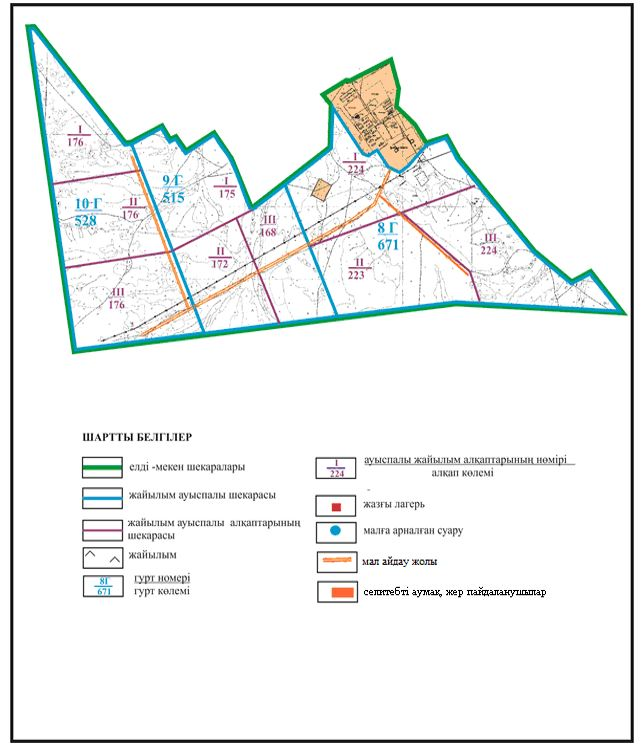 I
176
9 Г
515
I
175
I
224
10 Г
528
II
176
III
168
8 Г
671
III
224
II
172
II
223
III
176
ШАРТТЫ БЕЛГІЛЕР
елді -мекен шекаралары
жайылым ауыспалы шекарасы
жайылым ауыспалы алқаптарының
шекарасы
жайылым
8Г
671
гурт номері
гурт көлемі
I
224
ауыспалы жайылым алқаптарының нөмірі
алқап көлемі
жазғы лагерь
малға арналған суару
мал айдау жолы
селитебті аумақ, жер пайдаланушылар